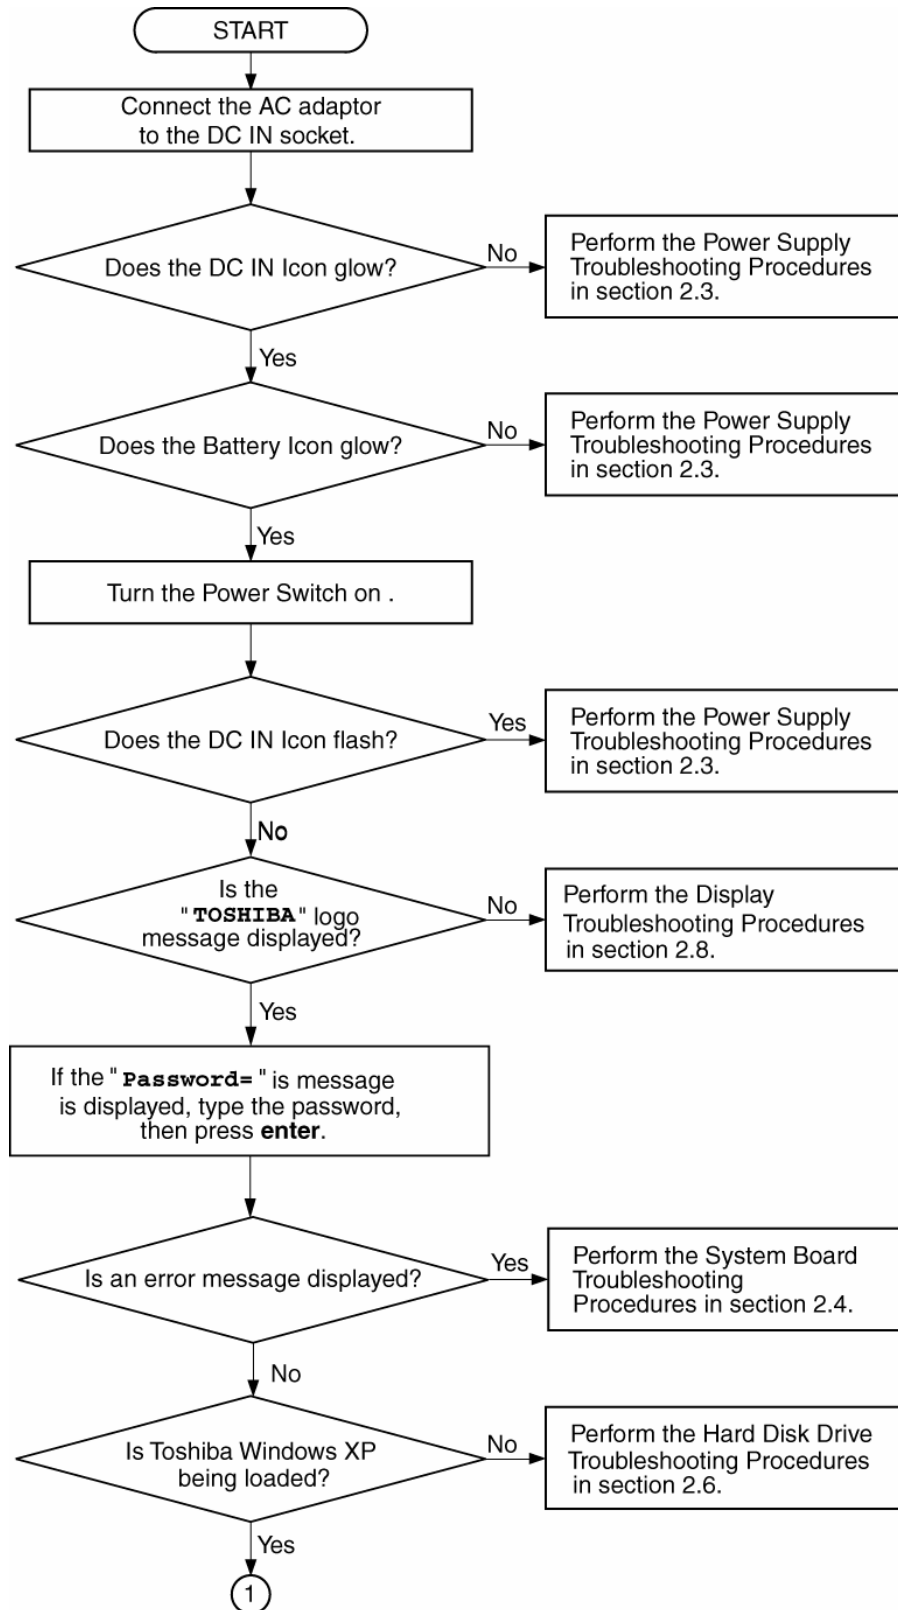 START
Connect the AC adaptor
to the DC IN socket.
Does the DC IN Icon glow?
No
Perform the Power Supply
Troubleshooting Procedures
in section 2.3.
Yes
Does the Battery Icon glow?
No
Perform the Power Supply
Troubleshooting Procedures
in section 2.3.
Yes
Turn the Power Switch on .
Does the DC IN Icon flash?
Yes
Perform the Power Supply
Troubleshooting Procedures
in section 2.3.
No
Is the
"TOSHIBA" logo
message displayed?
No
Perform the Display
Troubleshooting Procedures
in section 2.8.
Yes
If the "Password=" is message
is displayed, type the password,
then press enter.
Is an error message displayed?
Yes
Perform the System Board
Troubleshooting
Procedures in section 2.4.
No
Is Toshiba Windows XP
being loaded?
No
Perform the Hard Disk Drive
Troubleshooting Procedures
in section 2.6.
Yes
1